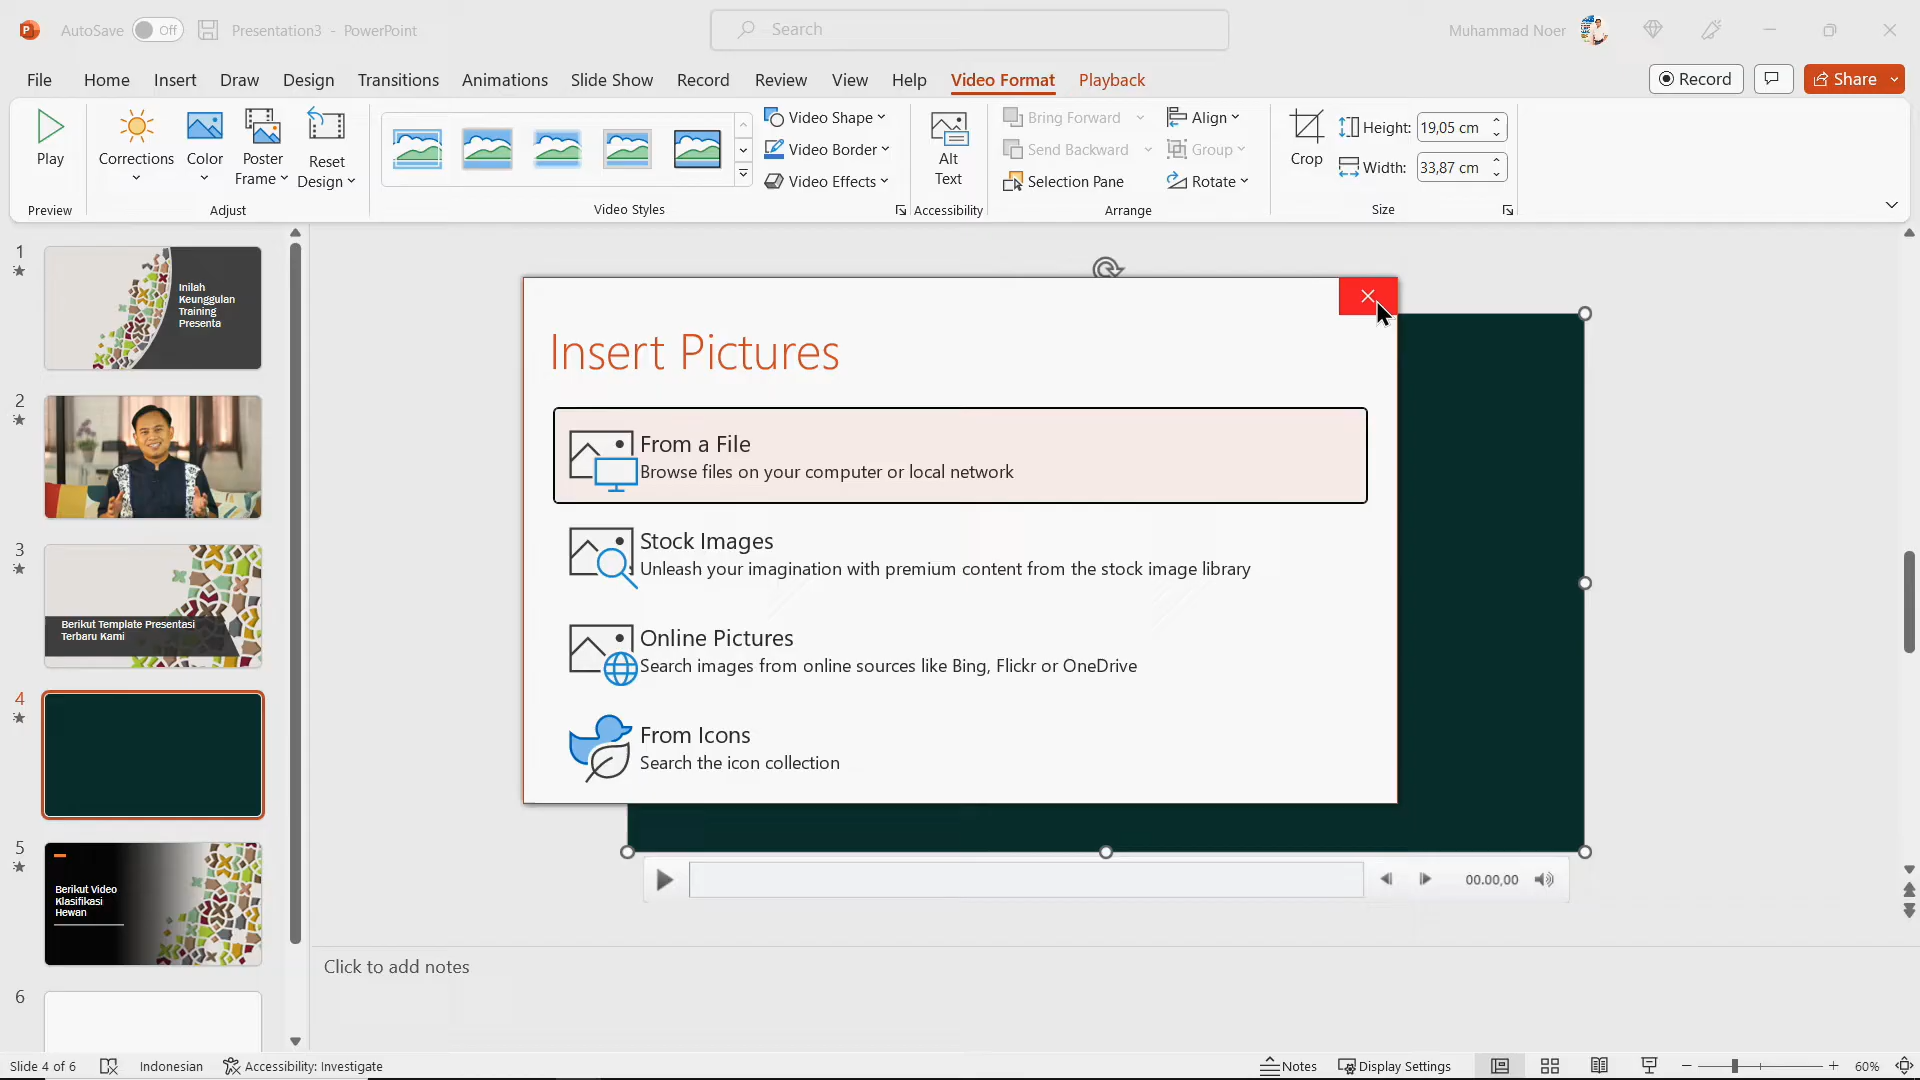 AutoSave Off Presentation3 - PowerPoint Search Muhammad Noer
File Home Insert Draw Design Transitions Animations Slide Show Record Review View Help Video Format Playback Record Share
Play
Preview
Corrections
Color
Poster
Frame
Reset
Design
Adjust
Video Styles
Video Shape
Video Border
Video Effects
Alt
Text
Accessibility
Bring Forward
Send Backward
Selection Pane
Align
Group
Rotate
Arrange
Crop
Height: 19,05 cm
Width: 33,87 cm
Size
1
Inilah
Keunggulan
Training
Presenta
2
3
Berikut Template Presentasi
Terbaru Kami
4
5
Berikut Video
Klasifikasi
Hewan
6
Insert Pictures
From a File
Browse files on your computer or local network
Stock Images
Unleash your imagination with premium content from the stock image library
Online Pictures
Search images from online sources like Bing, Flickr or OneDrive
From Icons
Search the icon collection
00.00,00
Click to add notes
Slide 4 of 6 Indonesian Accessibility: Investigate Notes Display Settings 60%